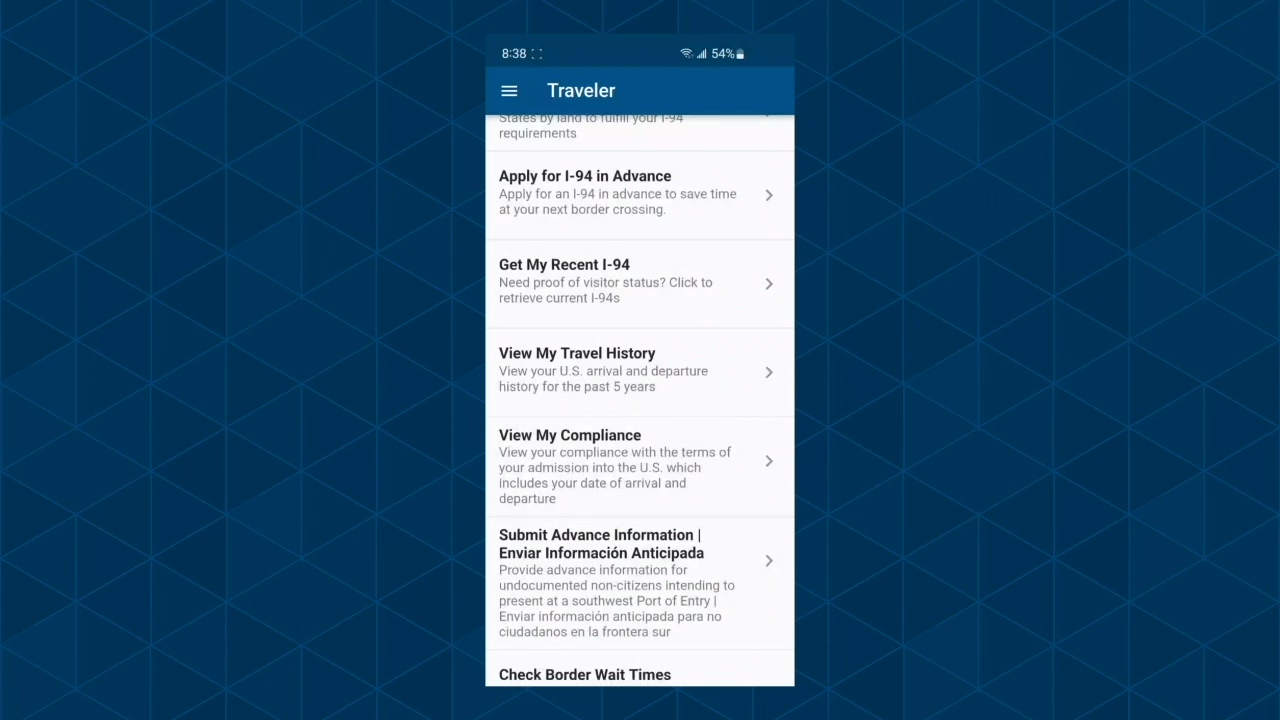 8:38
54%
Traveler
States by land to fulfill your I-94
requirements
Apply for I-94 in Advance
Apply for an I-94 in advance to save time
at your next border crossing.
Get My Recent I-94
Need proof of visitor status? Click to
retrieve current I-94s
View My Travel History
View your U.S. arrival and departure
history for the past 5 years
View My Compliance
View your compliance with the terms of
your admission into the U.S. which
includes your date of arrival and
departure
Submit Advance Information |
Enviar Información Anticipada
Provide advance information for
undocumented non-citizens intending to
present at a southwest Port of Entry |
Enviar información anticipada para no
ciudadanos en la frontera sur
Check Border Wait Times